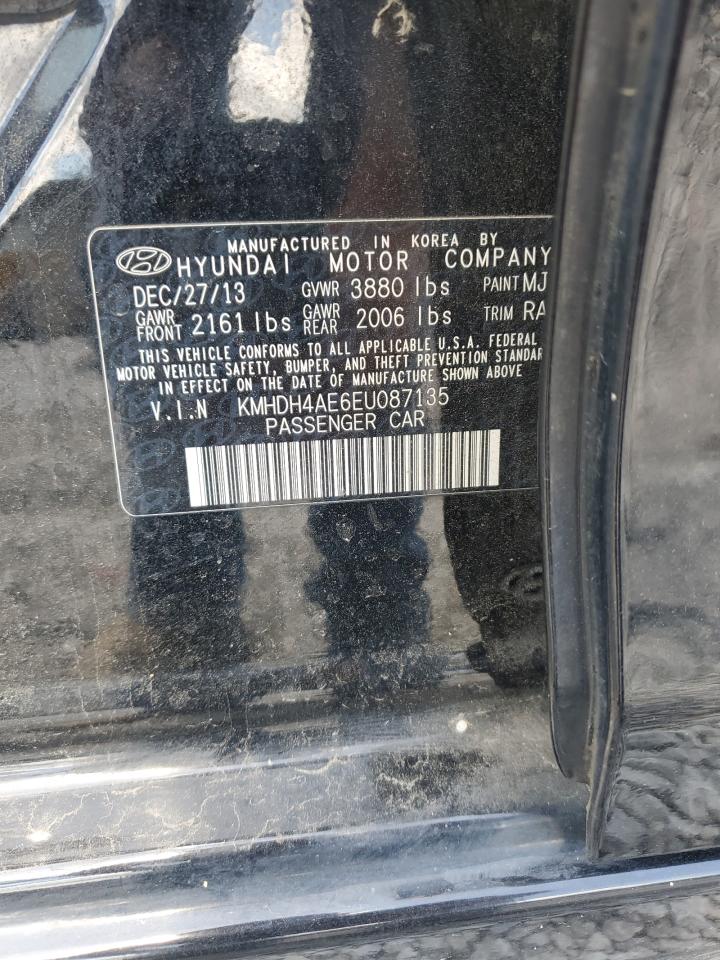 MANUFACTURED IN KOREA BY
HYUNDAI MOTOR COMPANY
DEC/27/13 GVWR 3880 lbs PAINT MJ
GAWR FRONT 2161 lbs GAWR REAR 2006 lbs TRIM RA
THIS VEHICLE CONFORMS TO ALL APPLICABLE U.S.A. FEDERAL
MOTOR VEHICLE SAFETY, BUMPER, AND THEFT PREVENTION STANDAR
IN EFFECT ON THE DATE OF MANUFACTURE SHOWN ABOVE
V.I.N KMHDH4AE6EU087135
PASSENGER CAR